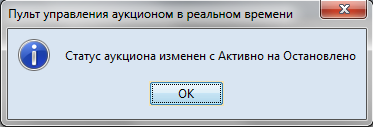 Пульт управления аукционом в реальном времени
Статус аукциона изменен с Активно на Остановлено
OK